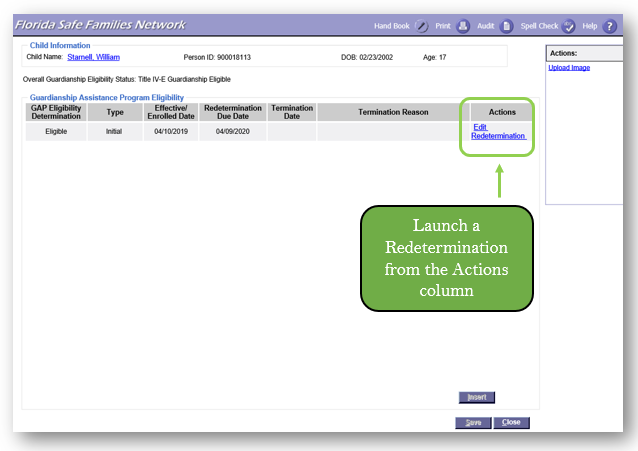 Florida Safe Families Network
Hand Book Print Audit Spell Check Help ?
Child Information
Child Name: Starnell, William Person ID: 900018113 DOB: 02/23/2002 Age: 17
Actions:
Upload Image
Overall Guardianship Eligibility Status: Title IV-E Guardianship Eligible
Guardianship Assistance Program Eligibility
GAP Eligibility Determination Type Effective/ Enrolled Date Redetermination Due Date Termination Date Termination Reason Actions
Eligible Initial 04/10/2019 04/09/2020 Edit
Redetermination
Launch a
Redetermination
from the Actions
column
Insert
Save Close